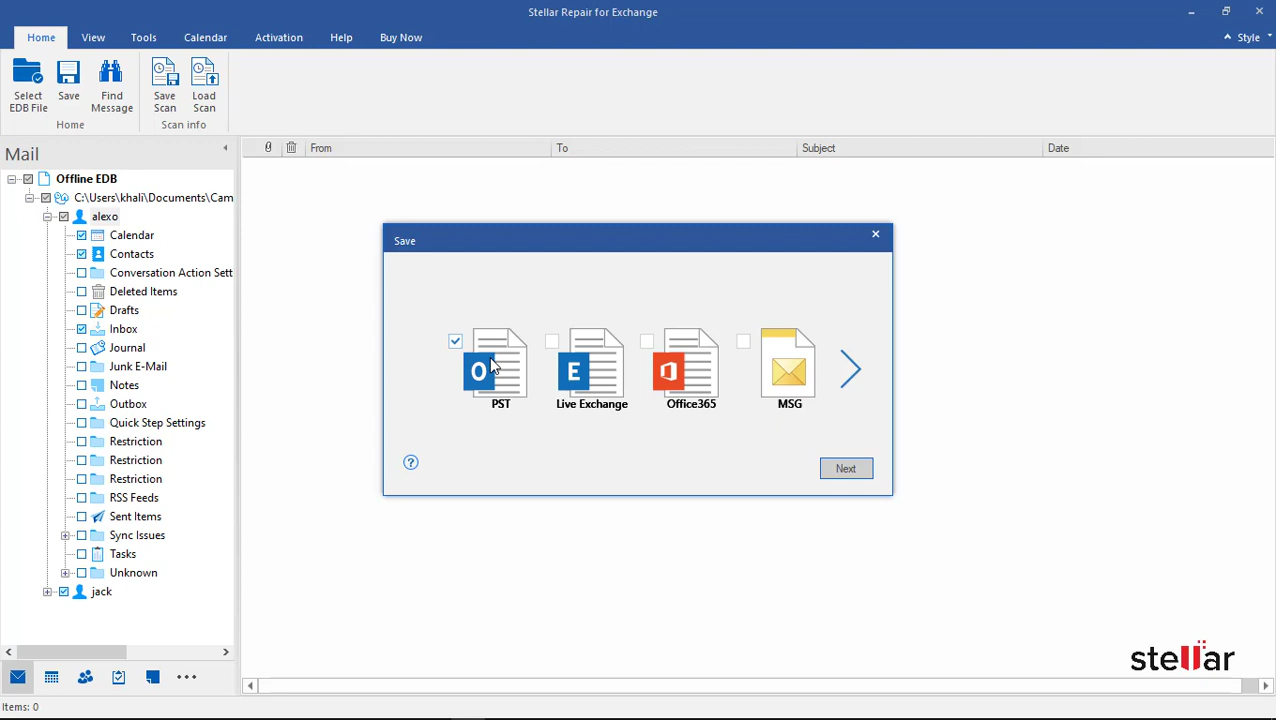 Stellar Repair for Exchange
Home View Tools Calendar Activation Help Buy Now Style
Select EDB File
Save
Find Message
Save Scan
Load Scan
Home
Scan info
Mail
From To Subject Date
Offline EDB
C:\Users\khali\Documents\Cam
alexo
Calendar
Contacts
Conversation Action Sett
Deleted Items
Drafts
Inbox
Journal
Junk E-Mail
Notes
Outbox
Quick Step Settings
Restriction
Restriction
Restriction
RSS Feeds
Sent Items
Sync Issues
Tasks
Unknown
jack
Save
O
E
PST
Live Exchange
Office365
MSG
?
Next
stellar
Items: 0